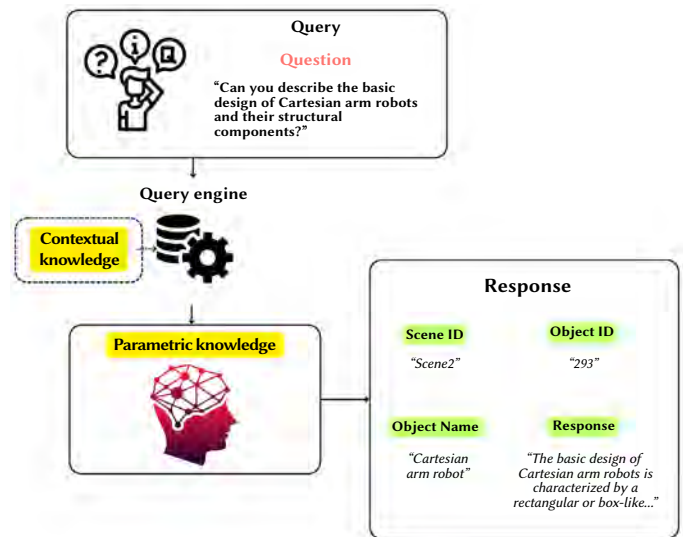 Query
Question
“Can you describe the basic
design of Cartesian arm robots
and their structural
components?”
Query engine
Contextual
knowledge
Parametric knowledge
Response
Scene ID
Object ID
“Scene2”
“293”
Object Name
Response
“Cartesian
arm robot”
“The basic design of
Cartesian arm robots is
characterized by a
rectangular or box-like...”